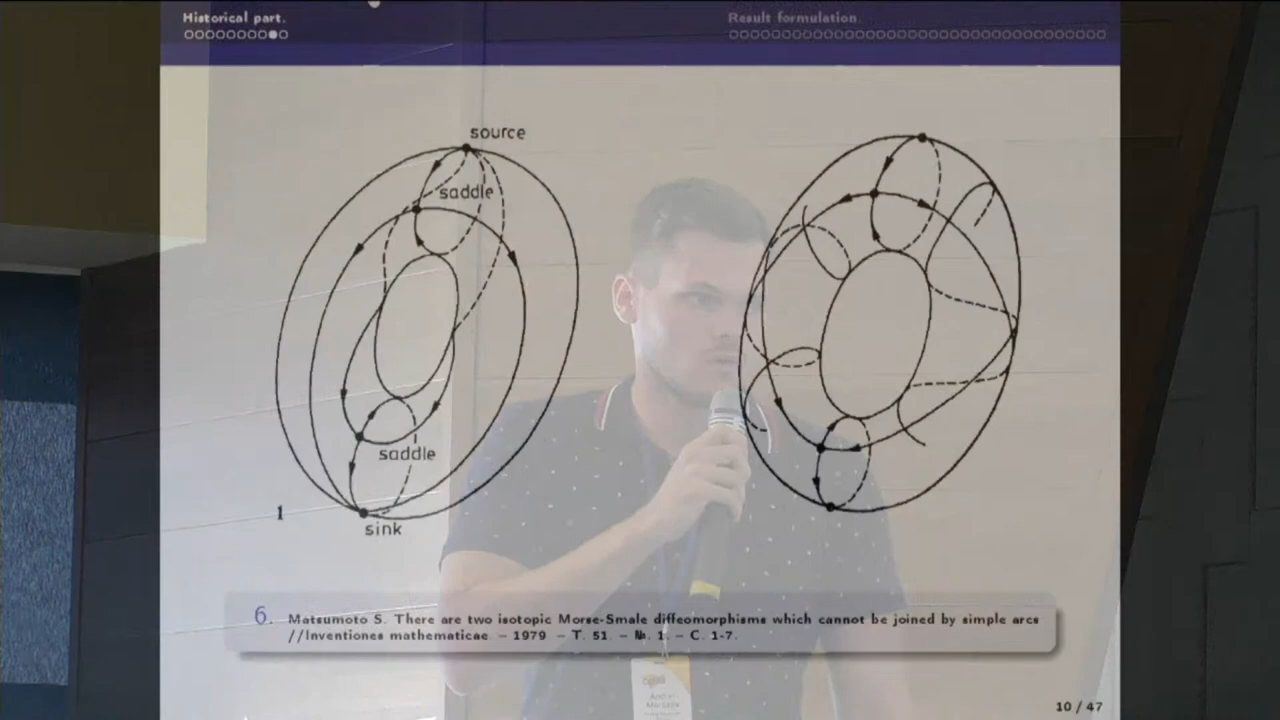 Historical part.
Result formulation.
source
saddle
saddle
1
sink
6. Matsumoto S. There are two isotopic Morse-Smale diffeomorphisms which cannot be joined by simple arcs
//Inventiones mathematicae. – 1979. – Т. 51. – №. 1. – С. 1-7.
10 / 47